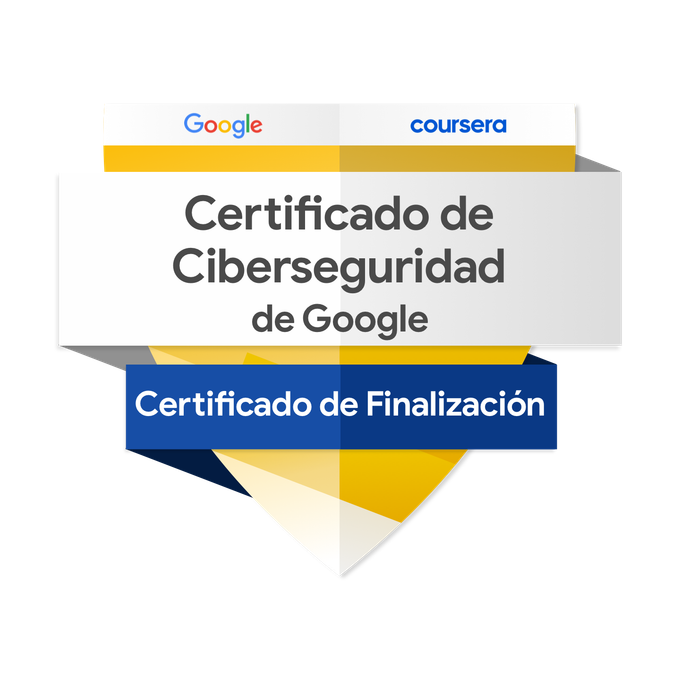 Google coursera
Certificado de
Ciberseguridad
de Google
Certificado de Finalización